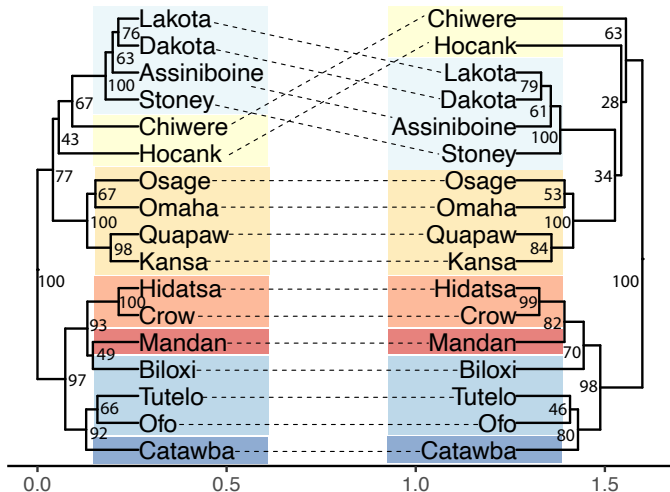 Lakota Chiwere
76 63
Dakota Hocank
63
Assiniboine Lakota
100 79 28
Stoney Dakota
67 61
Chiwere Assiniboine
43 100
Hocank Stoney
77 34
Osage Osage
67 53
Omaha Omaha
100 100
Quapaw Quapaw
98 84
Kansa Kansa
100 100
Hidatsa Hidatsa
100 99
Crow Crow
93 82
Mandan Mandan
49 70
Biloxi Biloxi
97 98
Tutelo Tutelo
66 46
Ofo Ofo
92 80
Catawba Catawba
0.0 0.5 1.0 1.5